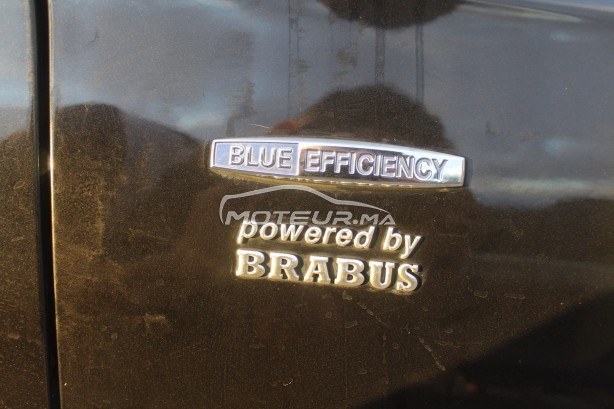 BLUE EFFICIENCY
MOTEUR.MA
powered by
BRABUS